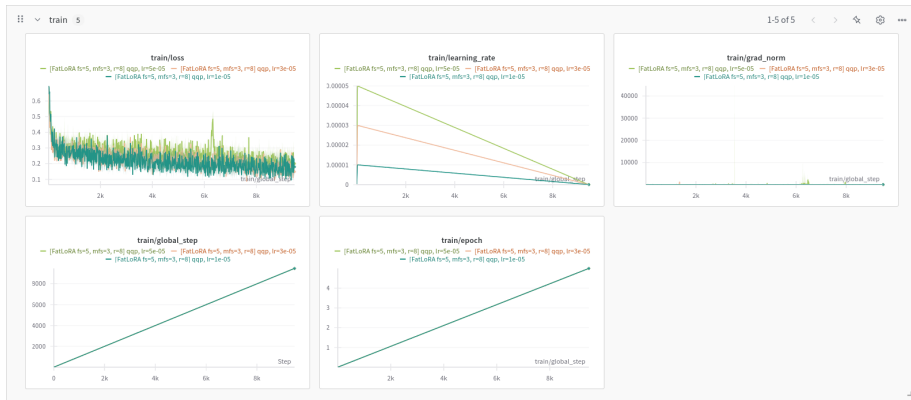 train 5
1-5 of 5
train/loss
[FatLoRA fs=5, mfs=3, r=8] qqp, lr=5e-05 [FatLoRA fs=5, mfs=3, r=8] qqp, lr=3e-05
[FatLoRA fs=5, mfs=3, r=8] qqp, lr=1e-05
0.6
0.5
0.4
0.3
0.2
0.1
train/global_step
2k 4k 6k 8k
train/learning_rate
[FatLoRA fs=5, mfs=3, r=8] qqp, lr=5e-05 [FatLoRA fs=5, mfs=3, r=8] qqp, lr=3e-05
[FatLoRA fs=5, mfs=3, r=8] qqp, lr=1e-05
0.00005
0.00004
0.00003
0.00002
0.00001
0
train/global_step
2k 4k 6k 8k
train/grad_norm
[FatLoRA fs=5, mfs=3, r=8] qqp, lr=5e-05 [FatLoRA fs=5, mfs=3, r=8] qqp, lr=3e-05
[FatLoRA fs=5, mfs=3, r=8] qqp, lr=1e-05
40000
30000
20000
10000
train/global_step
2k 4k 6k 8k
train/global_step
[FatLoRA fs=5, mfs=3, r=8] qqp, lr=5e-05 [FatLoRA fs=5, mfs=3, r=8] qqp, lr=3e-05
[FatLoRA fs=5, mfs=3, r=8] qqp, lr=1e-05
8000
6000
4000
2000
Step
0 2k 4k 6k 8k
train/epoch
[FatLoRA fs=5, mfs=3, r=8] qqp, lr=5e-05 [FatLoRA fs=5, mfs=3, r=8] qqp, lr=3e-05
[FatLoRA fs=5, mfs=3, r=8] qqp, lr=1e-05
4
3
2
1
train/global_step
2k 4k 6k 8k